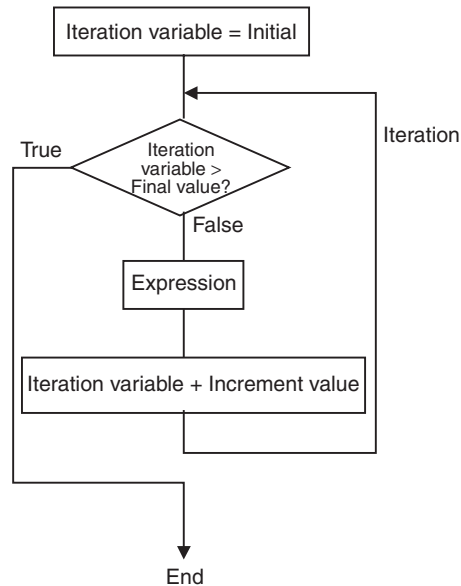 Iteration variable = Initial
Iteration
True
Iteration
variable >
Final value?
False
Expression
Iteration variable + Increment value
End